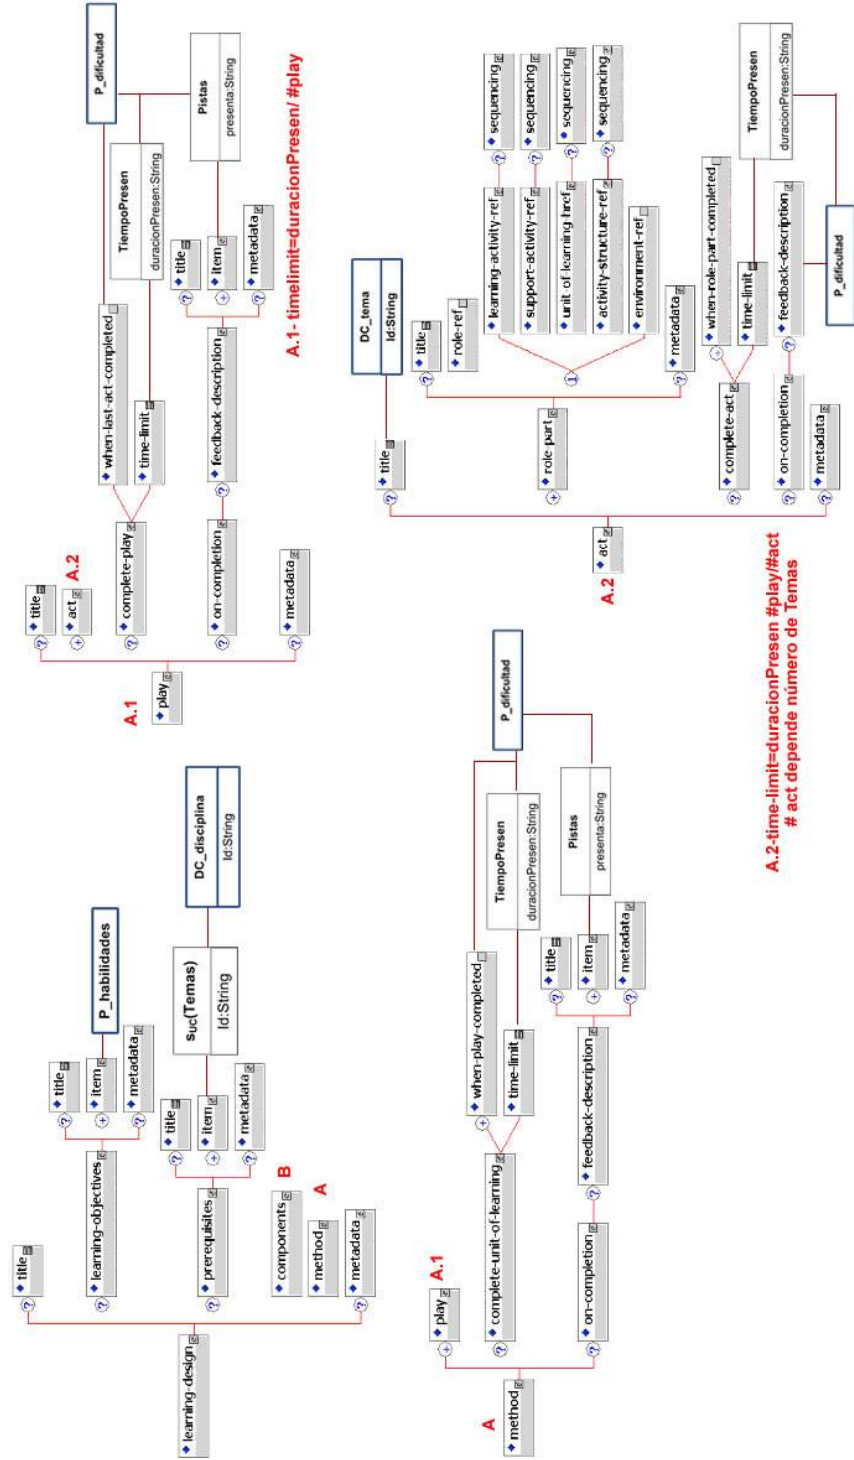 learning-design
? title
? learning-objectives
? title
+ item
? metadata
P_habilidades
? prerequisites
? title
+ item
? metadata
suc(Temas)
Id:String
DC_disciplina
Id:String
components B
method A
? metadata
A.1
play
? title
+ act A.2
? complete-play
when-last-act-completed
time-limit
P_dificultad
TiempoPresen
duracionPresen:String
Pistas
presenta:String
? on-completion
? feedback-description
? title
+ item
? metadata
? metadata
A.1- timelimit=duracionPresen/ #play
A
method
+ play A.1
? complete-unit-of-learning
+ when-play-completed
time-limit
P_dificultad
TiempoPresen
duracionPresen:String
Pistas
presenta:String
? on-completion
? feedback-description
? title
+ item
? metadata
A.2
act
? title
DC_tema
Id:String
+ role-part
? title
role-ref
1
learning-activity-ref ? sequencing
support-activity-ref ? sequencing
unit-of-learning-href ? sequencing
activity-structure-ref ? sequencing
environment-ref
? metadata
? complete-act
+ when-role-part-completed
time-limit
TiempoPresen
duracionPresen:String
? on-completion
? feedback-description
P_dificultad
? metadata
A.2-time-limit=duracionPresen #play/#act
# act depende número de Temas